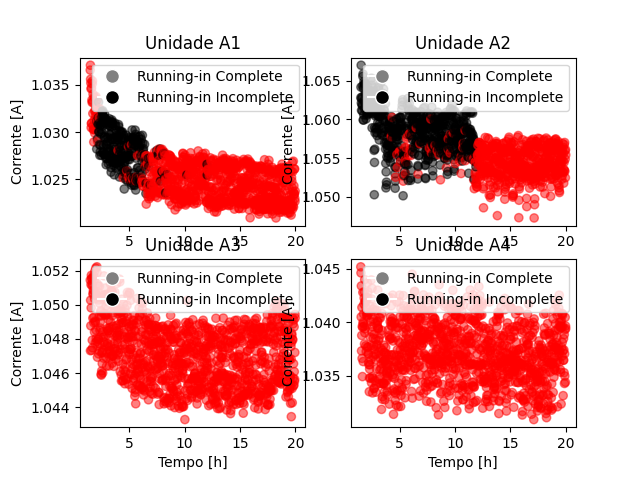 Unidade A1
Unidade A2
Corrente [A]
1.035
1.030
1.025
Running-in Complete
Running-in Incomplete
5
10
15
20
Corrente [A]
1.065
1.060
1.055
1.050
Running-in Complete
Running-in Incomplete
5
10
15
20
Unidade A3
Unidade A4
Corrente [A]
1.052
1.050
1.048
1.046
1.044
Running-in Complete
Running-in Incomplete
5
10
15
20
Tempo [h]
Corrente [A]
1.045
1.040
1.035
Running-in Complete
Running-in Incomplete
5
10
15
20
Tempo [h]